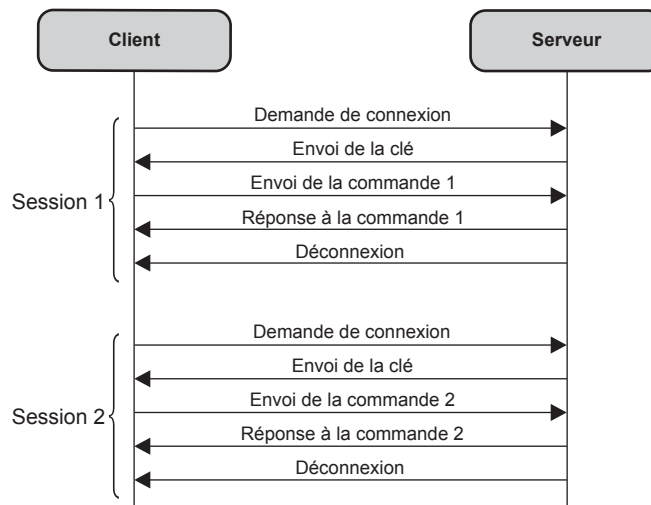 Client
Serveur
Session 1
Demande de connexion
Envoi de la clé
Envoi de la commande 1
Réponse à la commande 1
Déconnexion
Session 2
Demande de connexion
Envoi de la clé
Envoi de la commande 2
Réponse à la commande 2
Déconnexion